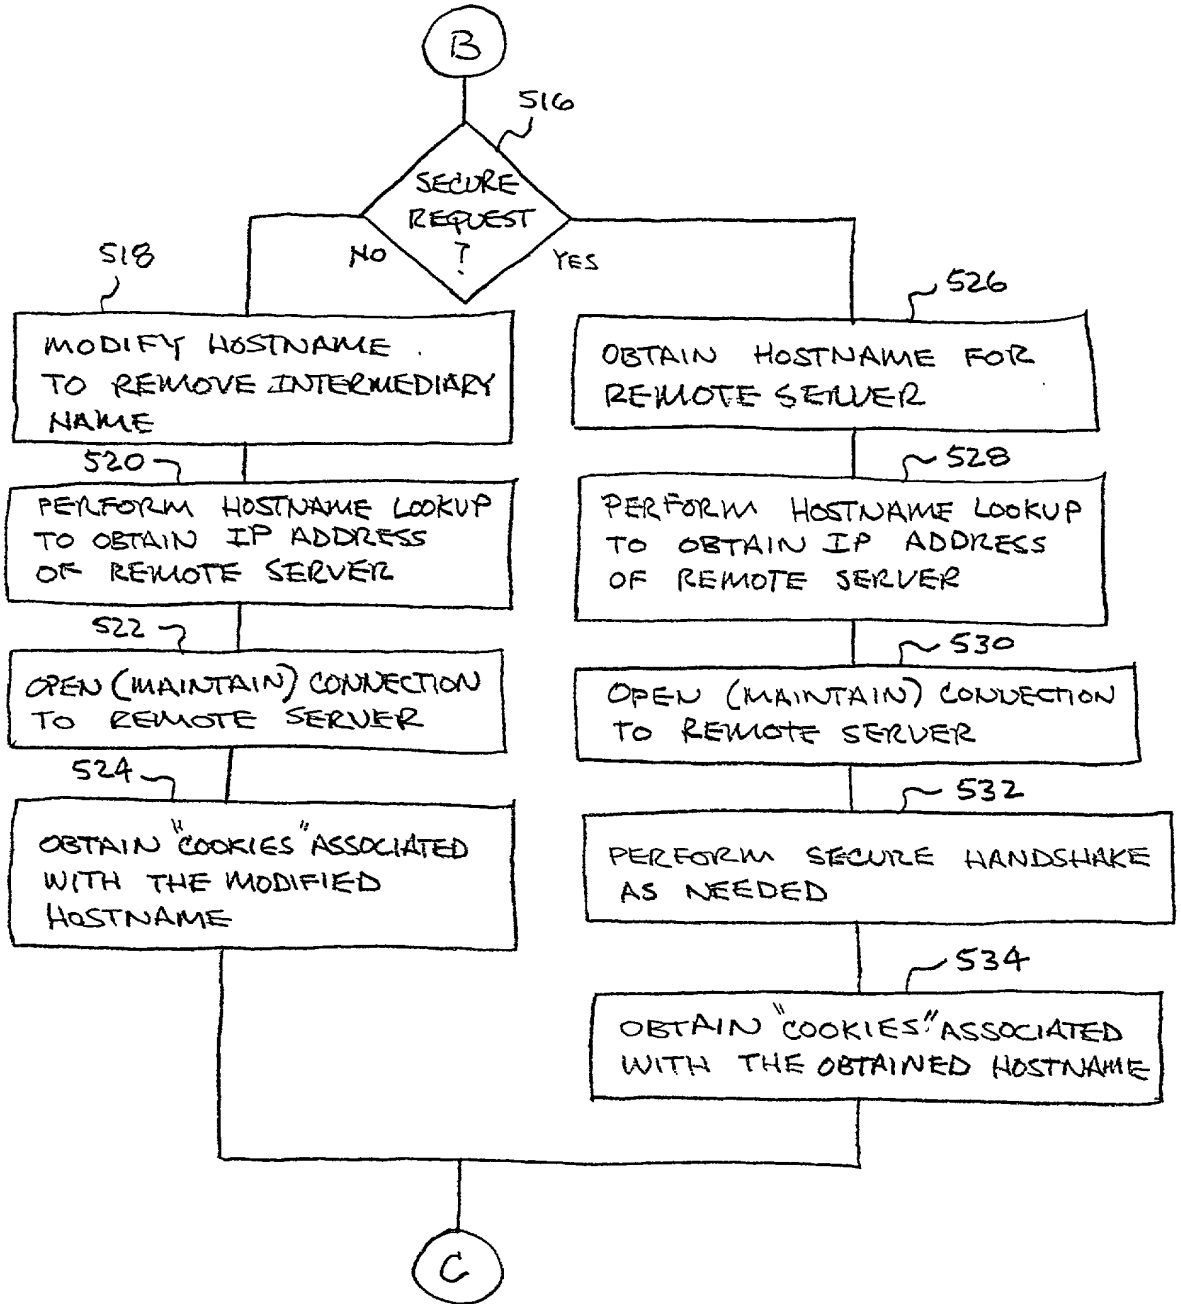 B
516
SECURE
REQUEST
?
NO
YES
518
MODIFY HOSTNAME
TO REMOVE INTERMEDIARY
NAME
520
PERFORM HOSTNAME LOOKUP
TO OBTAIN IP ADDRESS
OF REMOTE SERVER
522
OPEN (MAINTAIN) CONNECTION
TO REMOTE SERVER
524
OBTAIN "COOKIES" ASSOCIATED
WITH THE MODIFIED
HOSTNAME
526
OBTAIN HOSTNAME FOR
REMOTE SERVER
528
PERFORM HOSTNAME LOOKUP
TO OBTAIN IP ADDRESS
OF REMOTE SERVER
530
OPEN (MAINTAIN) CONNECTION
TO REMOTE SERVER
532
PERFORM SECURE HANDSHAKE
AS NEEDED
534
OBTAIN "COOKIES" ASSOCIATED
WITH THE OBTAINED HOSTNAME
C